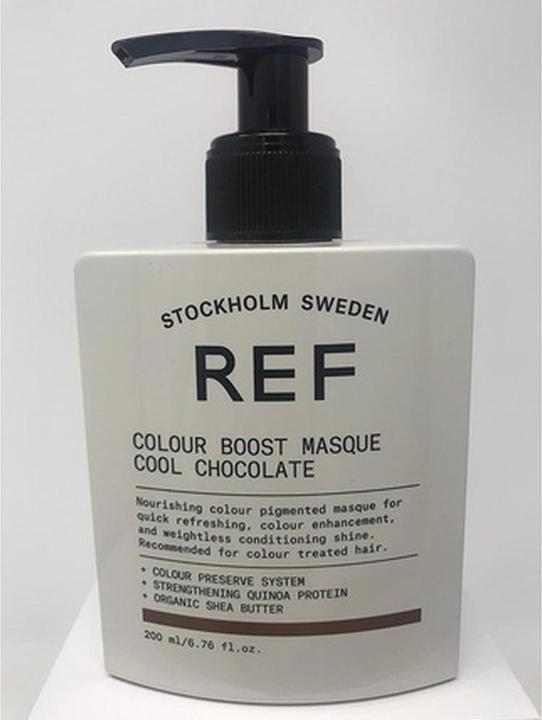 STOCKHOLM SWEDEN
REF
COLOUR BOOST MASQUE
COOL CHOCOLATE
Nourishing colour pigmented masque for
quick refreshing, colour enhancement,
and weightless conditioning shine.
Recommended for colour treated hair.
+ COLOUR PRESERVE SYSTEM
+ STRENGTHENING QUINOA PROTEIN
+ ORGANIC SHEA BUTTER
200 ml/6.76 fl.oz.